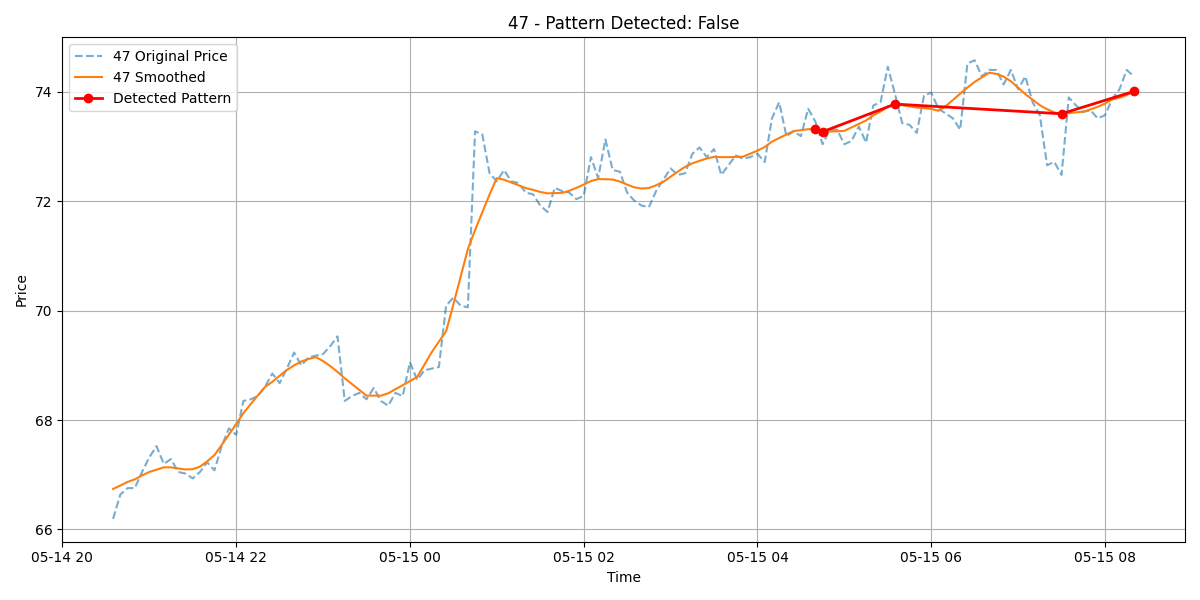 47 - Pattern Detected: False
47 Original Price
47 Smoothed
Detected Pattern
Price
74
72
70
68
66
05-14 20
05-14 22
05-15 00
05-15 02
05-15 04
05-15 06
05-15 08
Time